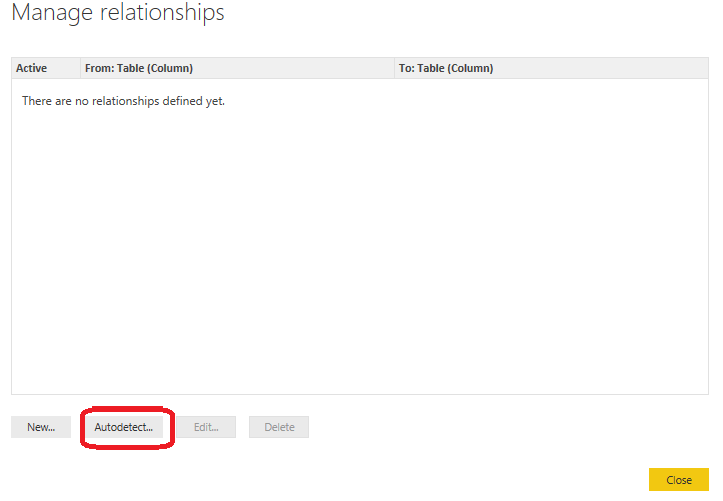 Manage relationships
Active From: Table (Column) To: Table (Column)
There are no relationships defined yet.
New... Autodetect... Edit... Delete
Close